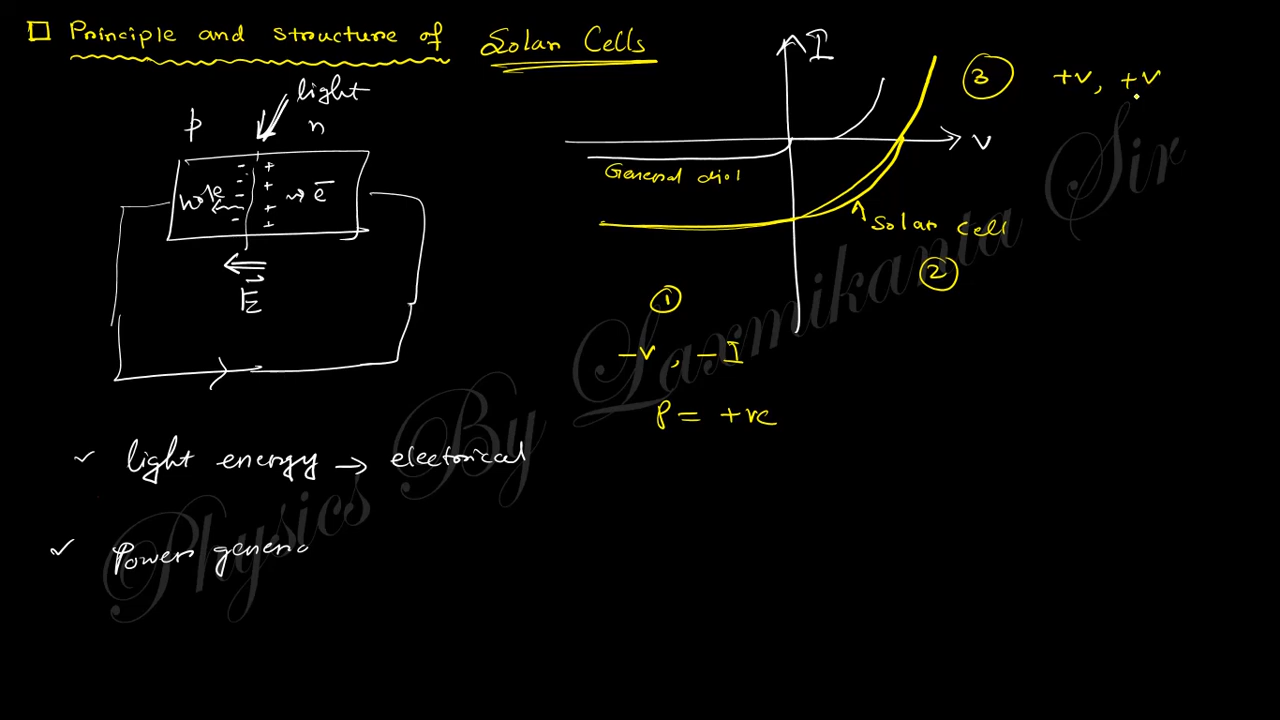 □ Principle and structure of Solar Cells
light
p
n
- +
- +
- +
- +
hole
→ e⁻
E
I
V
General diol
Solar Cell
①
②
③ +v, +v
-v, -I
P = +ve
✓ light energy → electrical
✓ Power genera
Physics By Laxmikanta Sir